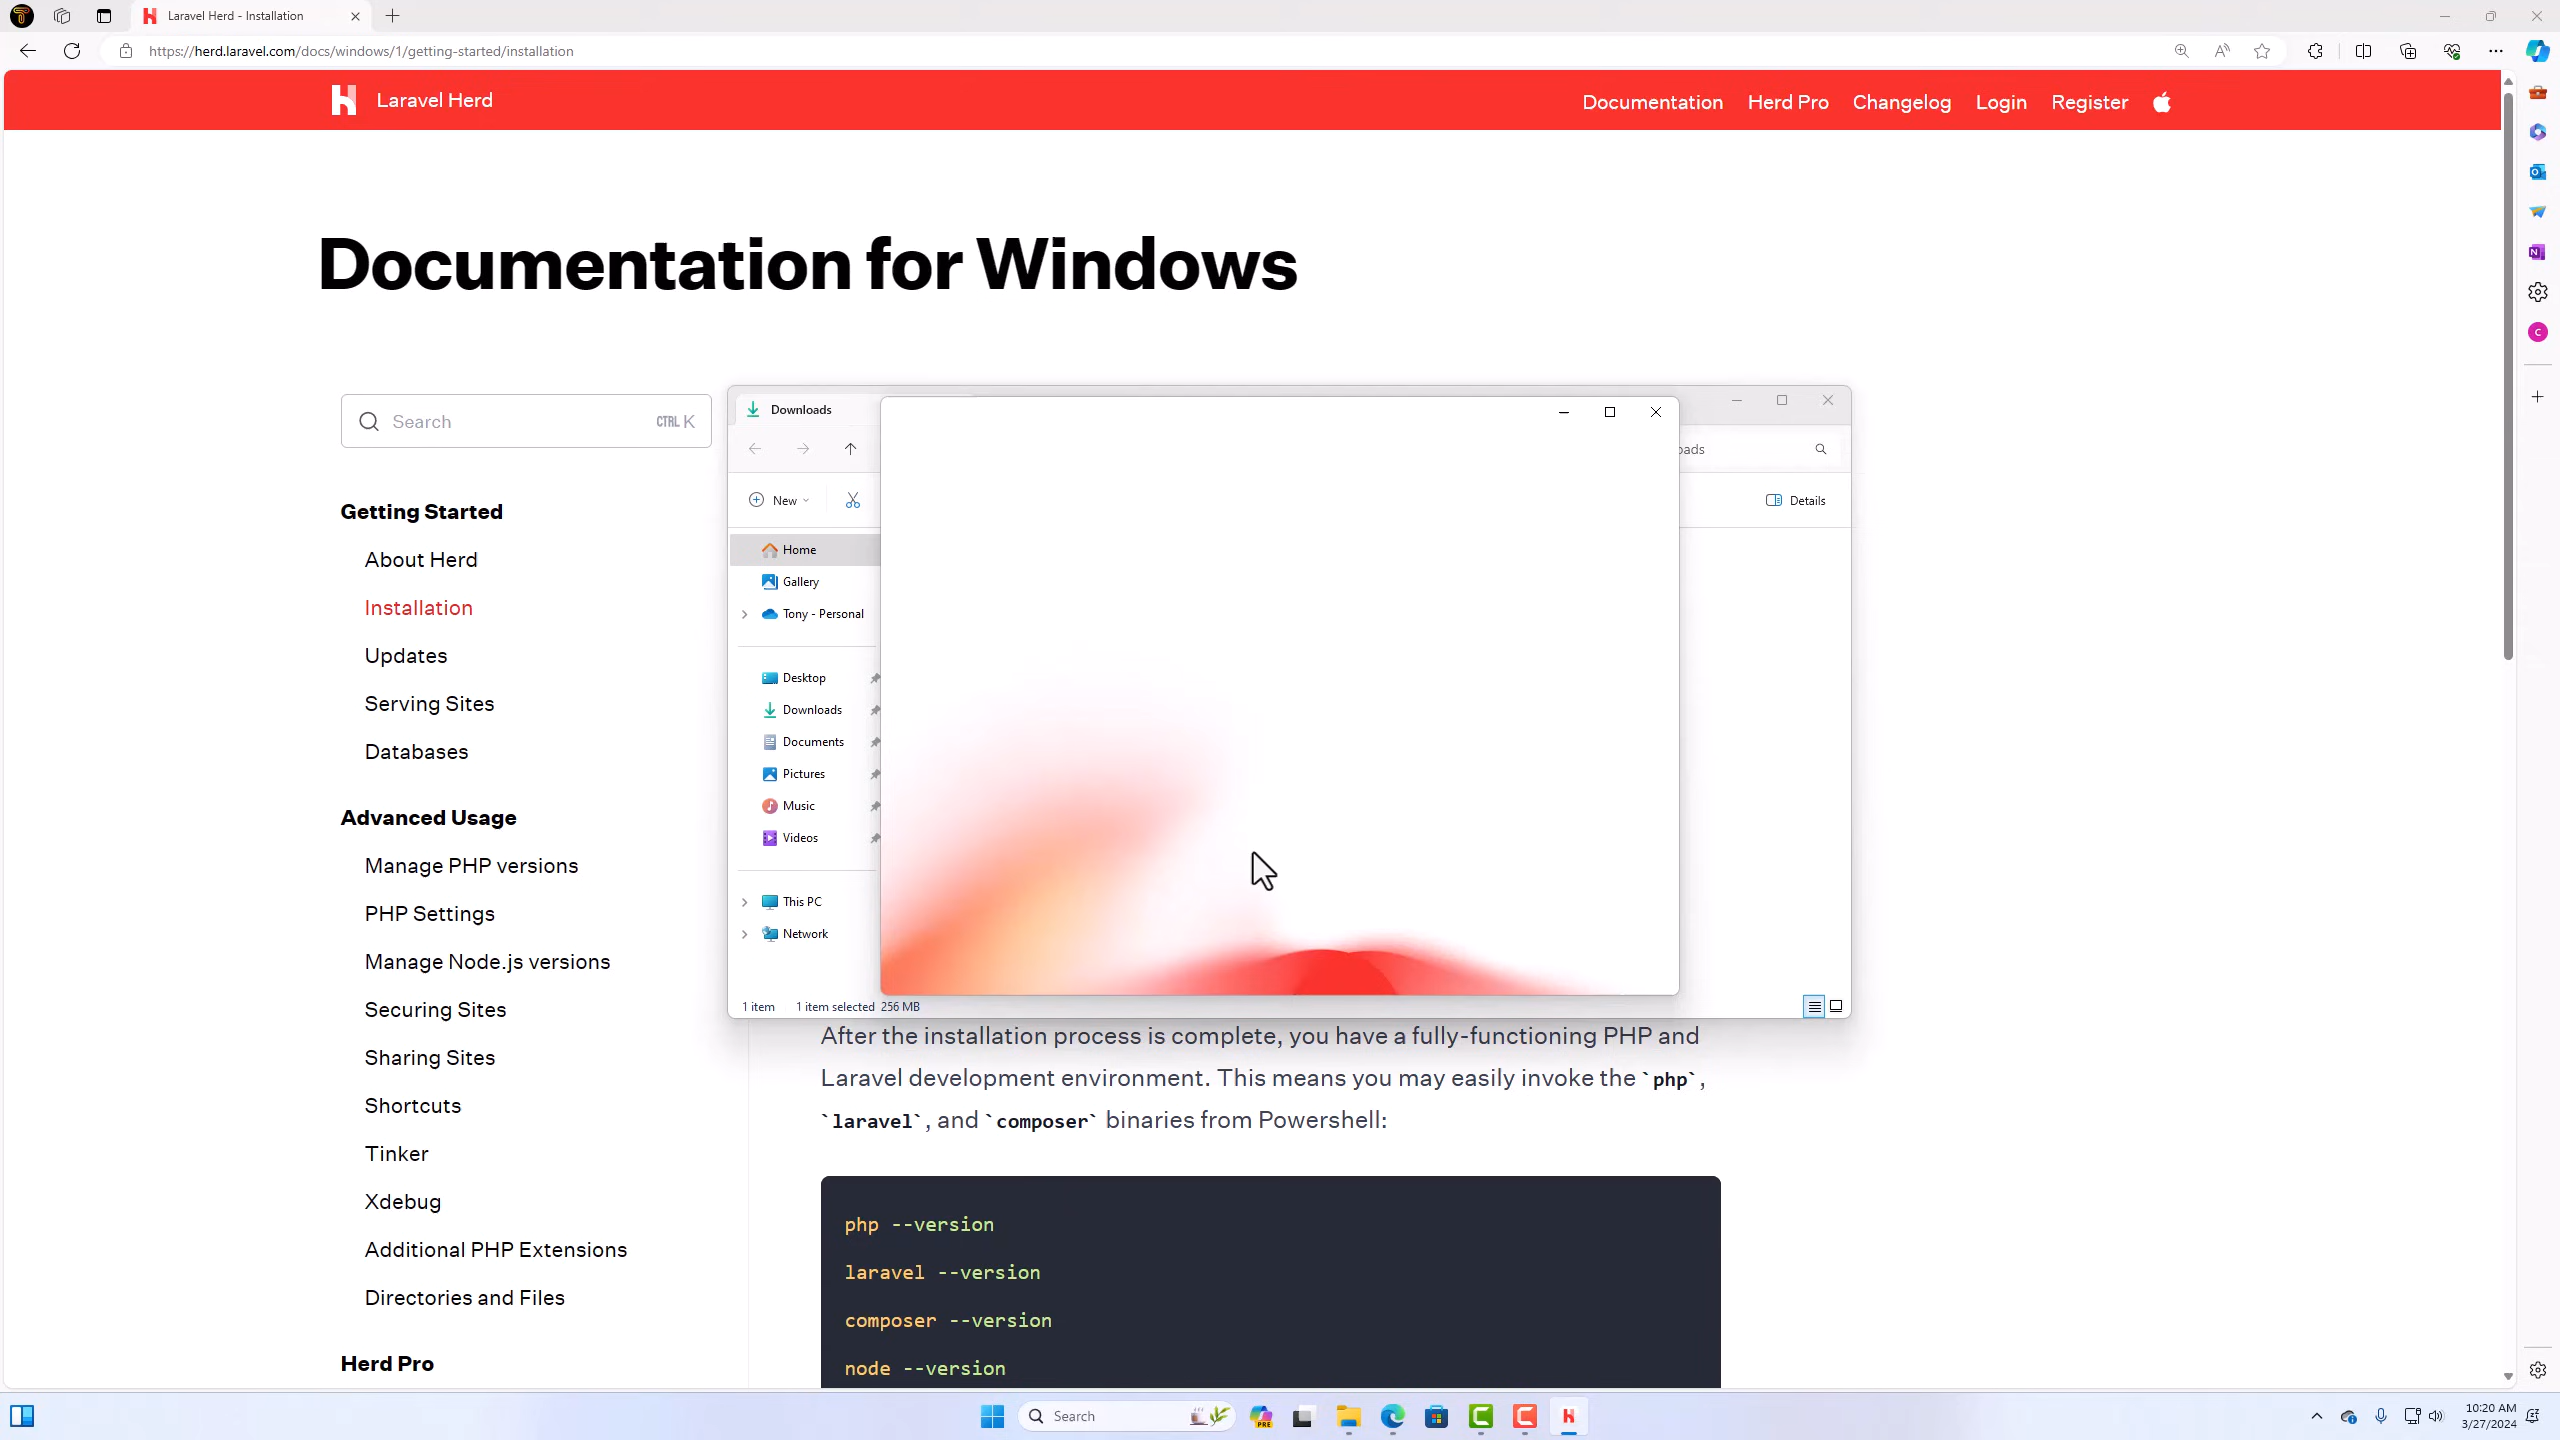 Laravel Herd - Installation
https://herd.laravel.com/docs/windows/1/getting-started/installation
Laravel Herd
Documentation
Herd Pro
Changelog
Login
Register
Documentation for Windows
Search
CTRL K
Getting Started
About Herd
Installation
Updates
Serving Sites
Databases
Advanced Usage
Manage PHP versions
PHP Settings
Manage Node.js versions
Securing Sites
Sharing Sites
Shortcuts
Tinker
Xdebug
Additional PHP Extensions
Directories and Files
Herd Pro
Downloads
oads
New
Details
Home
Gallery
Tony - Personal
Desktop
Downloads
Documents
Pictures
Music
Videos
This PC
Network
1 item
1 item selected 256 MB
After the installation process is complete, you have a fully-functioning PHP and
Laravel development environment. This means you may easily invoke the `php`,
`laravel`, and `composer` binaries from Powershell:
php --version
laravel --version
composer --version
node --version
Search
PRE
10:20 AM
3/27/2024